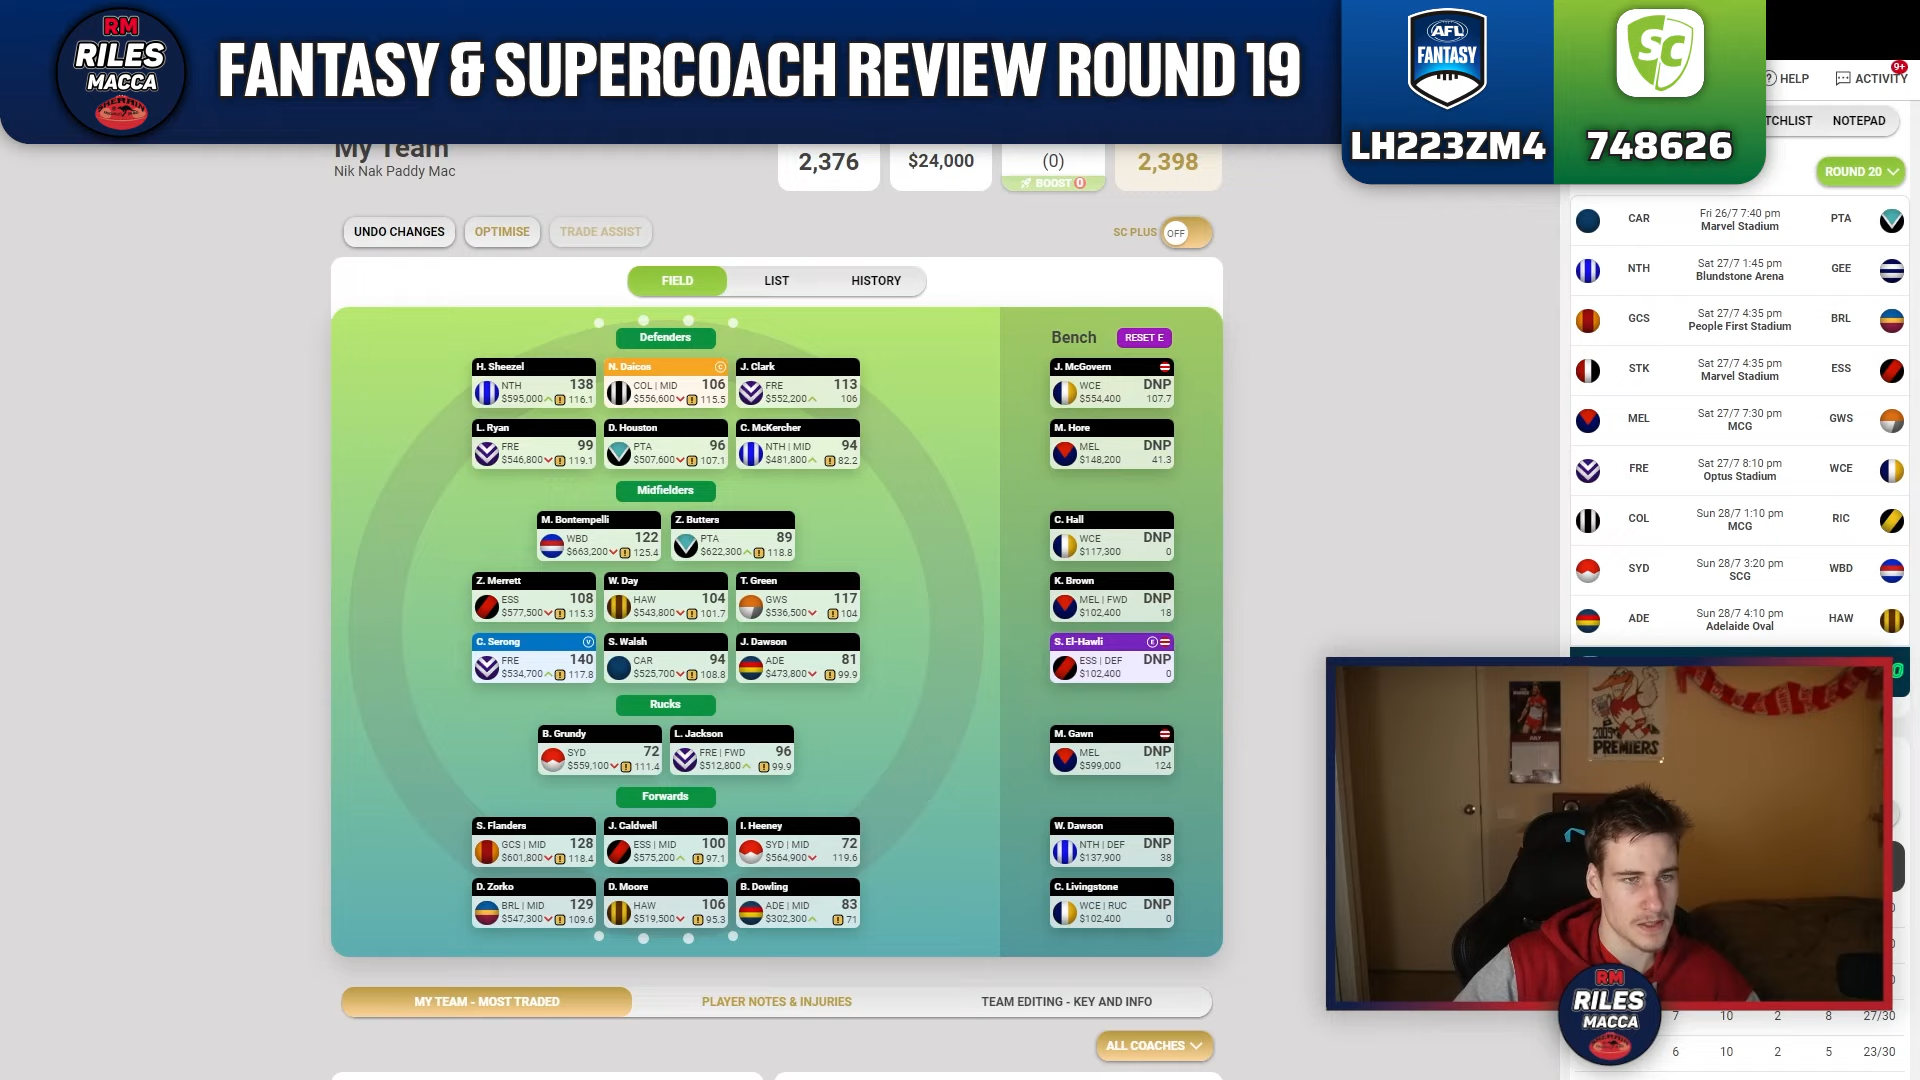 RM
RILES
MACCA
SHERRIN
FANTASY & SUPERCOACH REVIEW ROUND 19
AFL
FANTASY
LH223ZM4
SC
748626
HELP
ACTIVITY
9+
TCHLIST
NOTEPAD
ROUND 20
My Team
Nik Nak Paddy Mac
2,376
$24,000
(0)
BOOST 0
2,398
UNDO CHANGES
OPTIMISE
TRADE ASSIST
SC PLUS
OFF
FIELD
LIST
HISTORY
Defenders
Bench
RESET E
H. Sheezel
NTH 138
$595,000 116.1
N. Daicos C
COL | MID 106
$556,600 115.5
J. Clark
FRE 113
$552,200 106
J. McGovern
WCE DNP
$554,400 107.7
L. Ryan
FRE 99
$546,800 119.1
D. Houston
PTA 96
$507,600 107.1
C. McKercher
NTH | MID 94
$481,800 82.2
M. Hore
MEL DNP
$148,200 41.3
Midfielders
M. Bontempelli
WBD 122
$663,200 125.4
Z. Butters
PTA 89
$622,300 118.8
C. Hall
WCE DNP
$117,300 0
Z. Merrett
ESS 108
$577,500 115.3
W. Day
HAW 104
$543,800 101.7
T. Green
GWS 117
$536,500 104
K. Brown
MEL | FWD DNP
$102,400 18
C. Serong V
FRE 140
$534,700 117.8
S. Walsh
CAR 94
$525,700 108.8
J. Dawson
ADE 81
$473,800 99.9
S. El-Hawli E
ESS | DEF DNP
$102,400 0
Rucks
B. Grundy
SYD 72
$559,100 111.4
L. Jackson
FRE | FWD 96
$512,800 99.9
M. Gawn
MEL DNP
$599,000 124
Forwards
S. Flanders
GCS | MID 128
$601,800 118.4
J. Caldwell
ESS | MID 100
$575,200 97.1
I. Heeney
SYD | MID 72
$564,900 119.6
W. Dawson
NTH | DEF DNP
$137,900 38
D. Zorko
BRL | MID 129
$547,300 109.6
D. Moore
HAW 106
$519,500 95.3
B. Dowling
ADE | MID 83
$302,300 71
C. Livingstone
WCE | RUC DNP
$102,400 0
MY TEAM - MOST TRADED
PLAYER NOTES & INJURIES
TEAM EDITING - KEY AND INFO
ALL COACHES
CAR Fri 26/7 7:40 pm PTA
Marvel Stadium
NTH Sat 27/7 1:45 pm GEE
Blundstone Arena
GCS Sat 27/7 4:35 pm BRL
People First Stadium
STK Sat 27/7 4:35 pm ESS
Marvel Stadium
MEL Sat 27/7 7:30 pm GWS
MCG
FRE Sat 27/7 8:10 pm WCE
Optus Stadium
COL Sun 28/7 1:10 pm RIC
MCG
SYD Sun 28/7 3:20 pm WBD
SCG
ADE Sun 28/7 4:10 pm HAW
Adelaide Oval
JULY
2005
PREMIERS
RM
RILES
MACCA
7 10 2 8 27/30
6 10 2 5 23/30